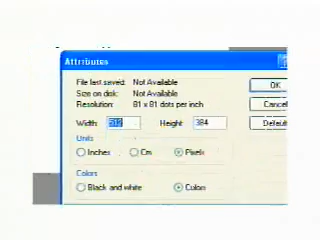 Attributes
File last saved: Not Available
Size on disk: Not Available
Resolution: 81 x 81 dots per inch
OK
Cancel
Width: 512 Height: 384
Default
Units
Inches Cm Pixels
Colors
Black and white Colors